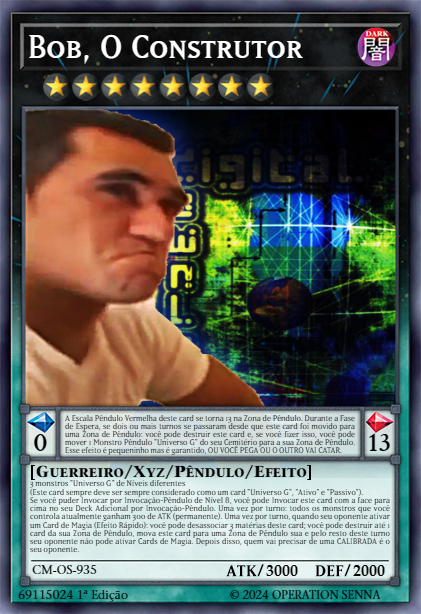 Bob, O Construtor
DARK
闇
digital
A Escala Pêndulo Vermelha deste card se torna 13 na Zona de Pêndulo. Durante a Fase
de Espera, se dois ou mais turnos se passaram desde que este card foi movido para
uma Zona de Pêndulo: você pode destruir este card e, se você fizer isso, você pode
mover 1 Monstro Pêndulo "Universo G" do seu Cemitério para a sua Zona de Pêndulo.
Esse efeito é pequeninho mas é garantido, OU VOCÊ PEGA OU O OUTRO VAI CATAR.
0
13
[Guerreiro/Xyz/Pêndulo/Efeito]
3 monstros "Universo G" de Níveis diferentes
(Este card sempre deve ser sempre considerado como um card "Universo G", "Ativo" e "Passivo").
Se você puder Invocar por Invocação-Pêndulo de Nível 8, você pode Invocar este card com a face para
cima no seu Deck Adicional por Invocação-Pêndulo. Uma vez por turno: todos os monstros que você
controla atualmente ganham 300 de ATK (permanente). Uma vez por turno, quando seu oponente ativar
um Card de Magia (Efeito Rápido): você pode desassociar 3 matérias deste card; você pode destruir até 1
card da sua Zona de Pêndulo, mova este card para uma Zona de Pêndulo sua e pelo resto deste turno
seu oponente não pode ativar Cards de Magia. Depois disso, quem vai precisar de uma CALIBRADA é o
seu oponente.
CM-OS-935
ATK/3000 DEF/2000
69115024 1ª Edição
© 2024 OPERATION SENNA